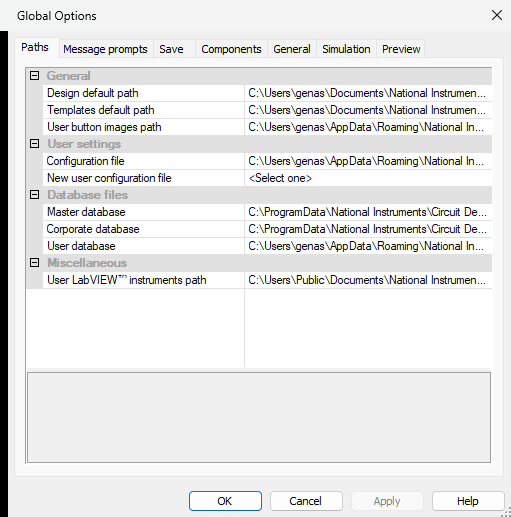 Global Options
Paths Message prompts Save Components General Simulation Preview
General
Design default path C:\Users\genas\Documents\National Instrumen...
Templates default path C:\Users\genas\Documents\National Instrumen...
User button images path C:\Users\genas\AppData\Roaming\National In...
User settings
Configuration file C:\Users\genas\AppData\Roaming\National In...
New user configuration file <Select one>
Database files
Master database C:\ProgramData\National Instruments\Circuit De...
Corporate database C:\ProgramData\National Instruments\Circuit De...
User database C:\Users\genas\AppData\Roaming\National In...
Miscellaneous
User LabVIEW™ instruments path C:\Users\Public\Documents\National Instrumen...
OK Cancel Apply Help